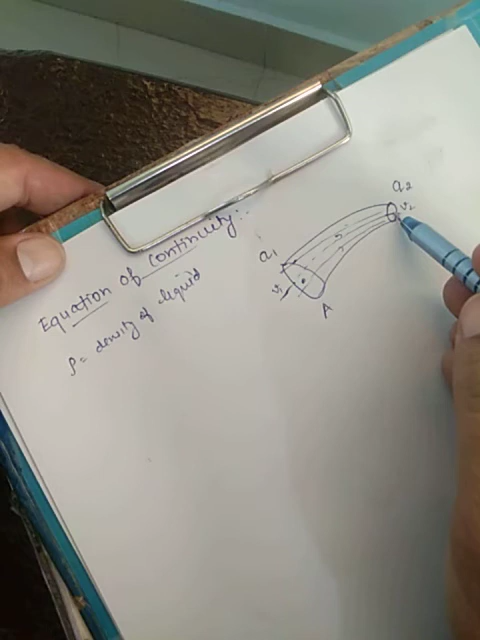 Equation of Continuity:-
ρ = density of liquid
a2
v2
a1
v1
A